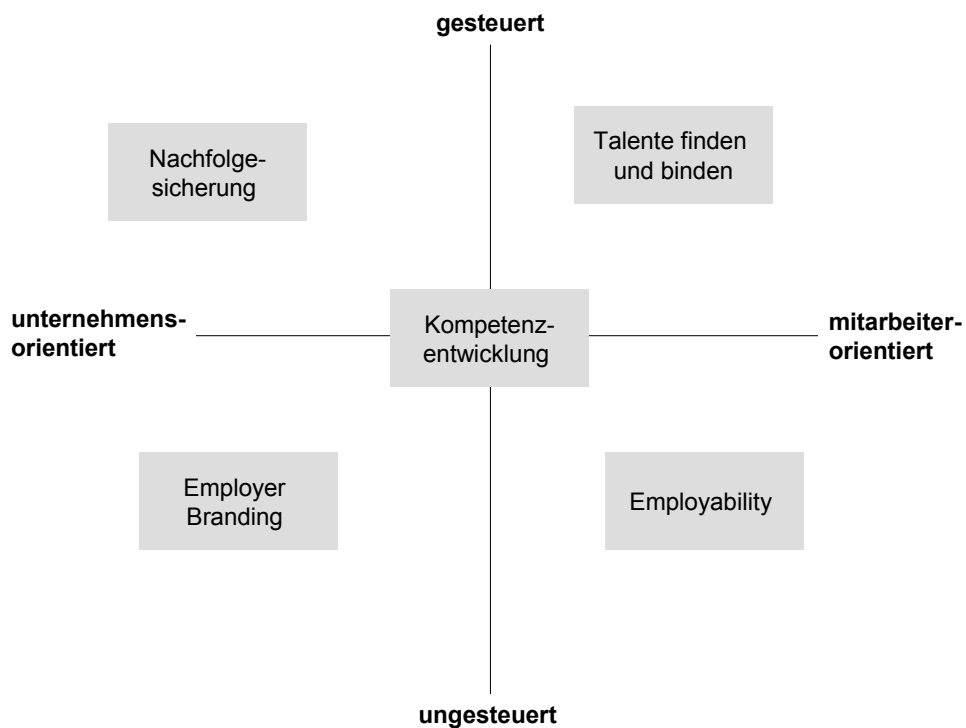 gesteuert
Talente finden
und binden
Nachfolge-
sicherung
unternehmens-
orientiert
Kompetenz-
entwicklung
mitarbeiter-
orientiert
Employer
Branding
Employability
ungesteuert